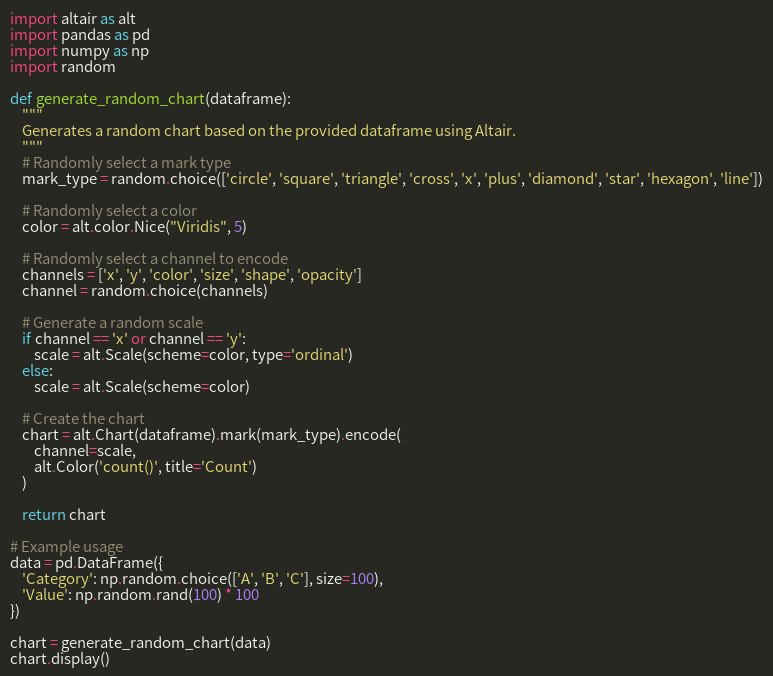 import altair as alt
import pandas as pd
import numpy as np
import random

def generate_random_chart(dataframe):
    """
    Generates a random chart based on the provided dataframe using Altair.
    """
    # Randomly select a mark type
    mark_type = random.choice(['circle', 'square', 'triangle', 'cross', 'x', 'plus', 'diamond', 'star', 'hexagon', 'line'])

    # Randomly select a color
    color = alt.color.Nice("Viridis", 5)

    # Randomly select a channel to encode
    channels = ['x', 'y', 'color', 'size', 'shape', 'opacity']
    channel = random.choice(channels)

    # Generate a random scale
    if channel == 'x' or channel == 'y':
        scale = alt.Scale(scheme=color, type='ordinal')
    else:
        scale = alt.Scale(scheme=color)

    # Create the chart
    chart = alt.Chart(dataframe).mark(mark_type).encode(
        channel=scale,
        alt.Color('count()', title='Count')
    )

    return chart

# Example usage
data = pd.DataFrame({
    'Category': np.random.choice(['A', 'B', 'C'], size=100),
    'Value': np.random.rand(100) * 100
})

chart = generate_random_chart(data)
chart.display()